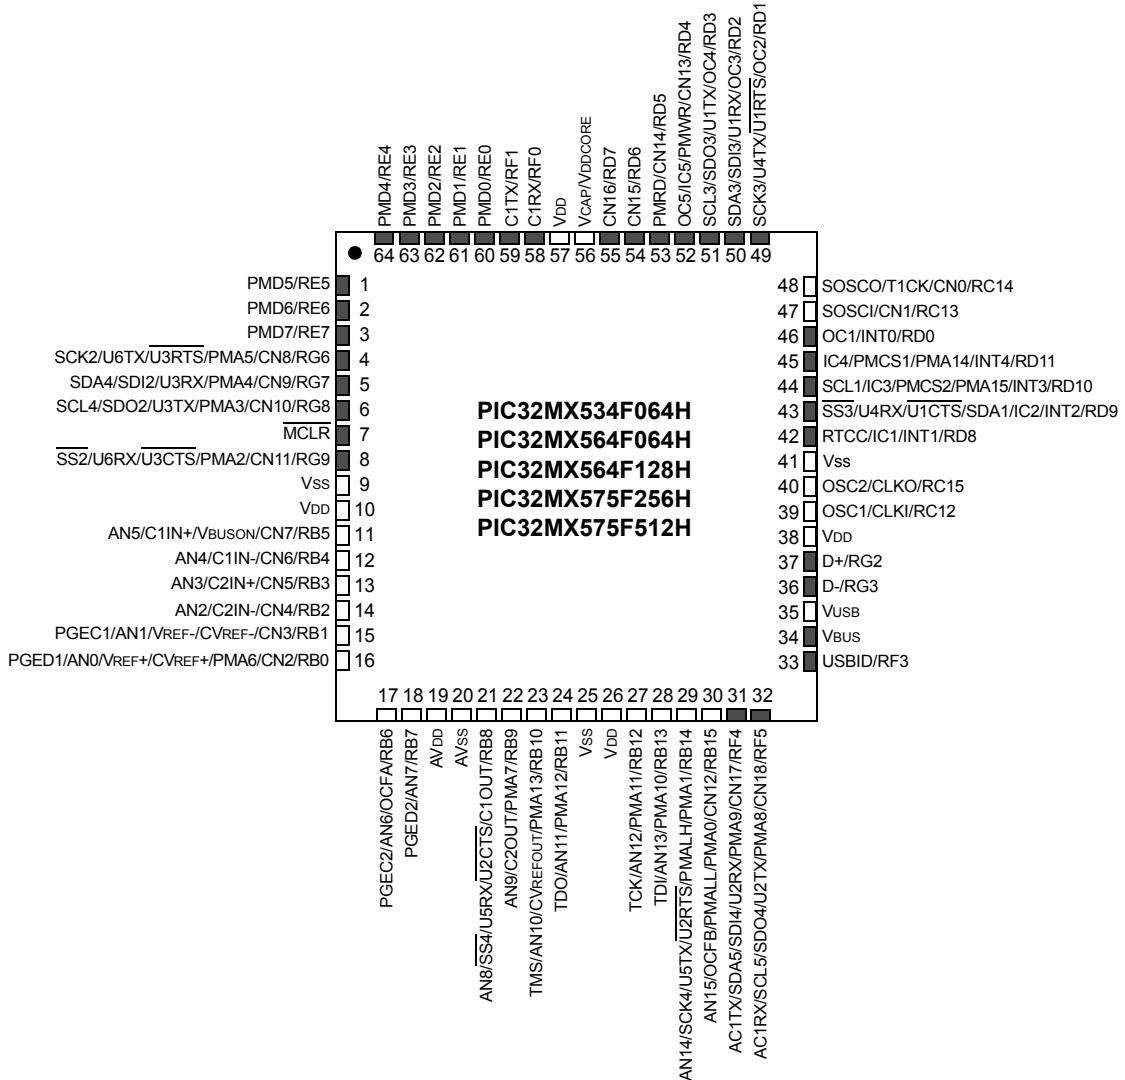 PMD4/RE4
PMD3/RE3
PMD2/RE2
PMD1/RE1
PMD0/RE0
C1TX/RF1
C1RX/RF0
VDD
VCAP/VDDCORE
CN16/RD7
CN15/RD6
PMRD/CN14/RD5
OC5/IC5/PMWR/CN13/RD4
SCL3/SDO3/U1TX/OC4/RD3
SDA3/SDI3/U1RX/OC3/RD2
SCK3/U4TX/U1RTS/OC2/RD1
64 63 62 61 60 59 58 57 56 55 54 53 52 51 50 49
PMD5/RE5 1
PMD6/RE6 2
PMD7/RE7 3
SCK2/U6TX/U3RTS/PMA5/CN8/RG6 4
SDA4/SDI2/U3RX/PMA4/CN9/RG7 5
SCL4/SDO2/U3TX/PMA3/CN10/RG8 6
MCLR 7
SS2/U6RX/U3CTS/PMA2/CN11/RG9 8
VSS 9
VDD 10
AN5/C1IN+/VBUSON/CN7/RB5 11
AN4/C1IN-/CN6/RB4 12
AN3/C2IN+/CN5/RB3 13
AN2/C2IN-/CN4/RB2 14
PGEC1/AN1/VREF-/CVREF-/CN3/RB1 15
PGED1/AN0/VREF+/CVREF+/PMA6/CN2/RB0 16
PIC32MX534F064H
PIC32MX564F064H
PIC32MX564F128H
PIC32MX575F256H
PIC32MX575F512H
48 SOSCO/T1CK/CN0/RC14
47 SOSCI/CN1/RC13
46 OC1/INT0/RD0
45 IC4/PMCS1/PMA14/INT4/RD11
44 SCL1/IC3/PMCS2/PMA15/INT3/RD10
43 SS3/U4RX/U1CTS/SDA1/IC2/INT2/RD9
42 RTCC/IC1/INT1/RD8
41 Vss
40 OSC2/CLKO/RC15
39 OSC1/CLKI/RC12
38 VDD
37 D+/RG2
36 D-/RG3
35 VUSB
34 VBUS
33 USBID/RF3
17 18 19 20 21 22 23 24 25 26 27 28 29 30 31 32
PGEC2/AN6/OCFA/RB6
PGED2/AN7/RB7
AVDD
AVSS
AN8/SS4/U5RX/U2CTS/C1OUT/RB8
AN9/C2OUT/PMA7/RB9
TMS/AN10/CVREFOUT/PMA13/RB10
TDO/AN11/PMA12/RB11
VSS
VDD
TCK/AN12/PMA11/RB12
TDI/AN13/PMA10/RB13
AN14/SCK4/U5TX/U2RTS/PMALH/PMA1/RB14
AN15/OCFB/PMALL/PMA0/CN12/RB15
AC1TX/SDA5/SDI4/U2RX/PMA9/CN17/RF4
AC1RX/SCL5/SDO4/U2TX/PMA8/CN18/RF5